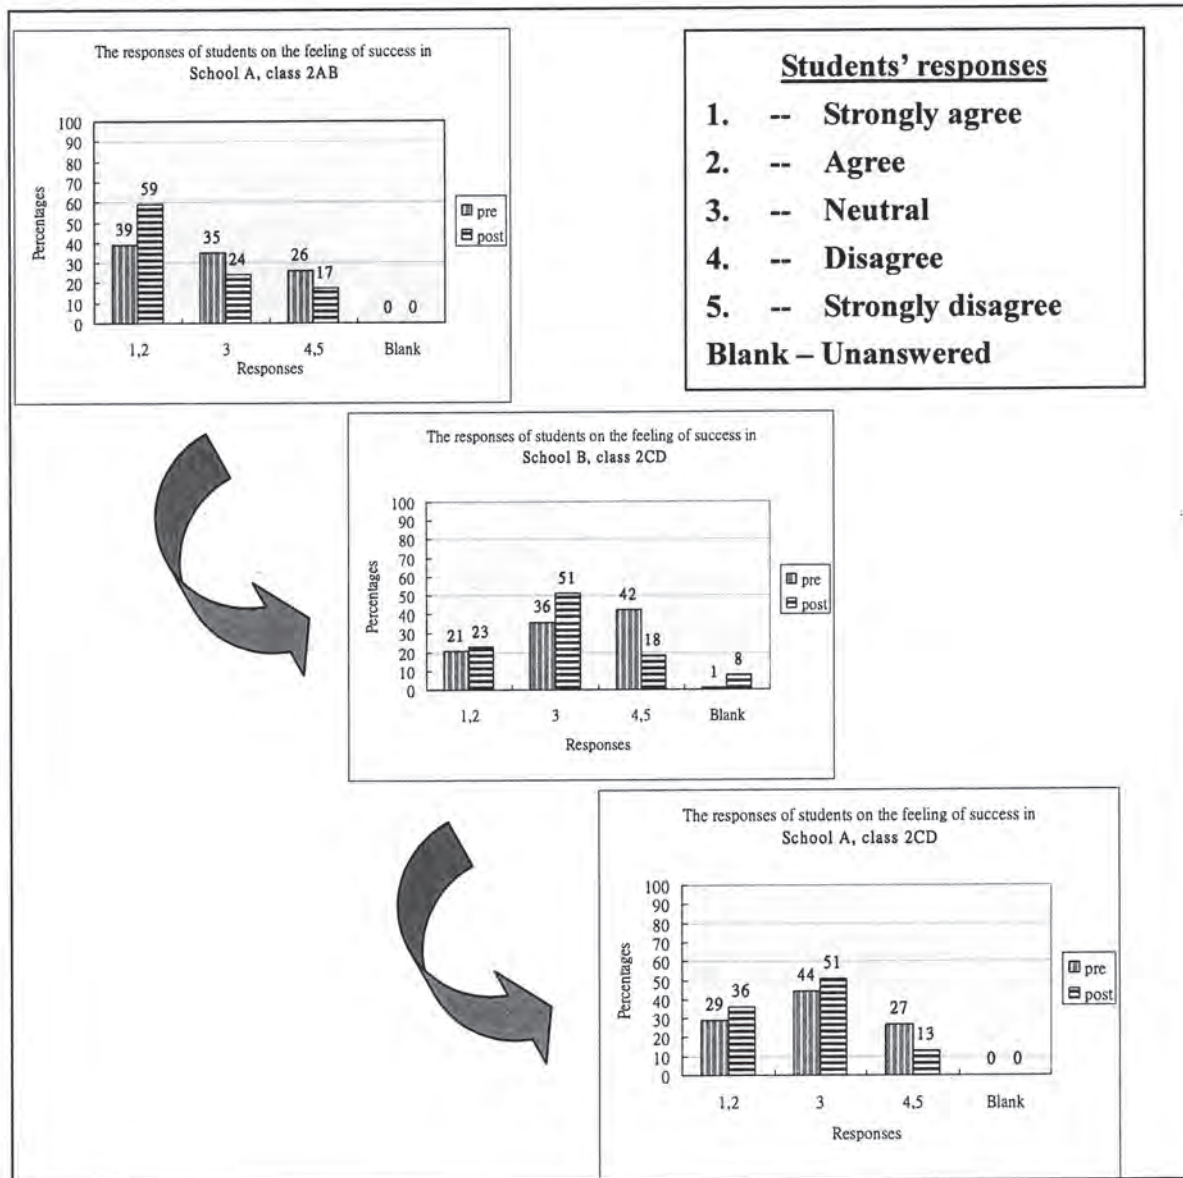 The responses of students on the feeling of success in
School A, class 2AB
100
90
80
70
60
50
40
30
20
10
0
Percentages
39
59
35
24
26
17
0 0
1,2 3 4,5 Blank
Responses
pre
post
Students' responses
1. -- Strongly agree
2. -- Agree
3. -- Neutral
4. -- Disagree
5. -- Strongly disagree
Blank – Unanswered
The responses of students on the feeling of success in
School B, class 2CD
100
90
80
70
60
50
40
30
20
10
0
Percentages
21
23
36
51
42
18
1
8
1,2 3 4,5 Blank
Responses
pre
post
The responses of students on the feeling of success in
School A, class 2CD
100
90
80
70
60
50
40
30
20
10
0
Percentages
29
36
44
51
27
13
0 0
1,2 3 4,5 Blank
Responses
pre
post